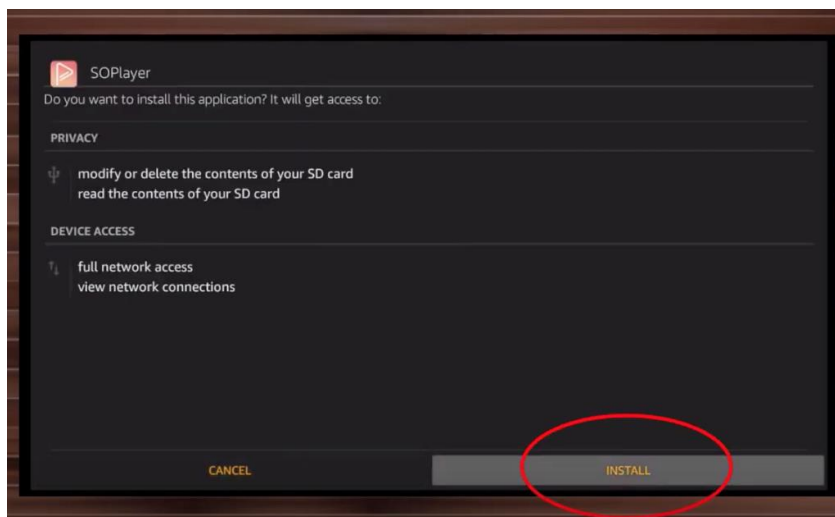 SOPlayer
Do you want to install this application? It will get access to:
PRIVACY
modify or delete the contents of your SD card
read the contents of your SD card
DEVICE ACCESS
full network access
view network connections
CANCEL
INSTALL